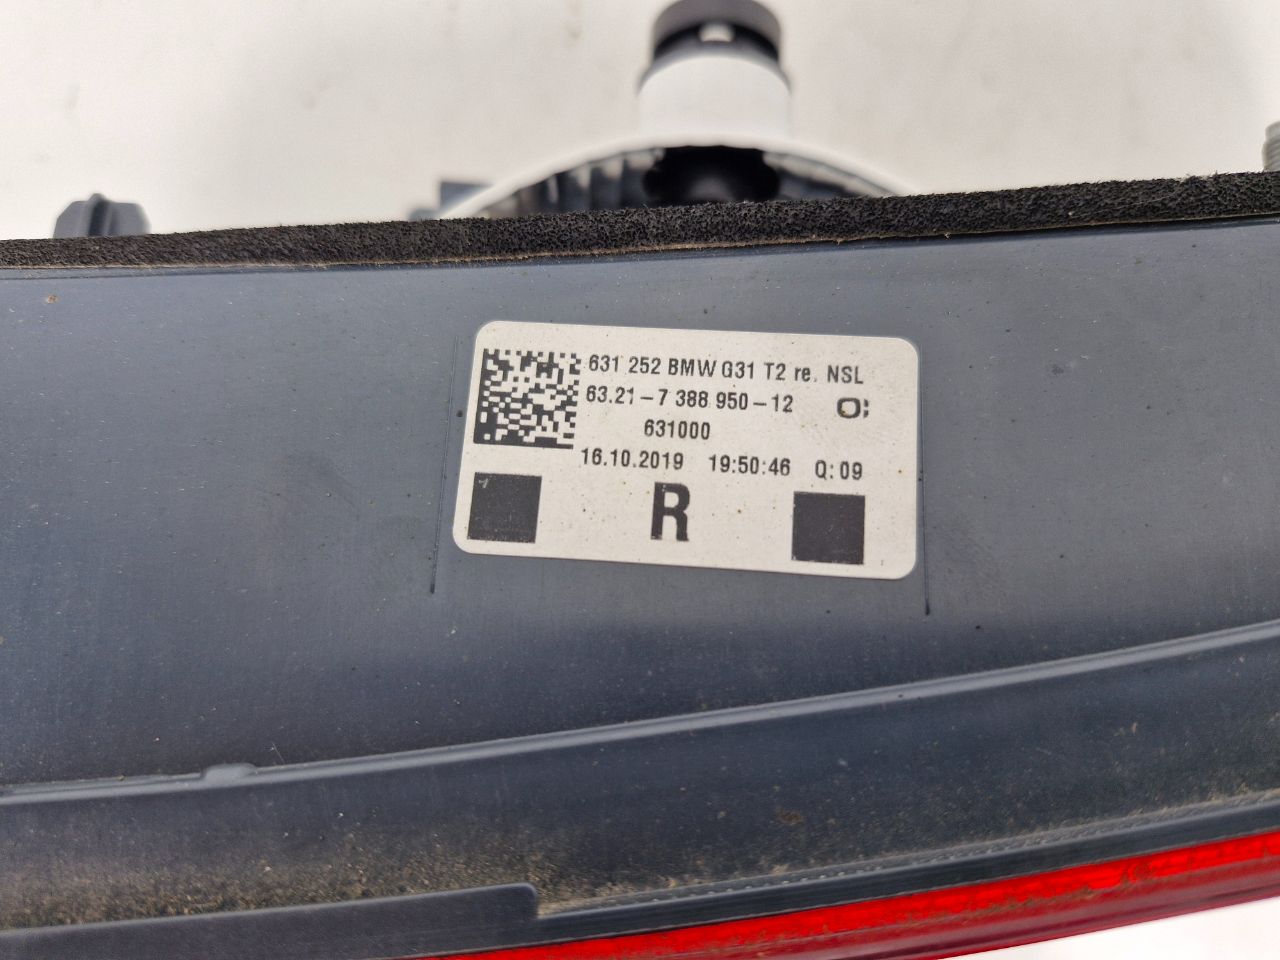 631 252 BMW G31 T2 re. NSL
63.21-7 388 950-12
631000
16.10.2019 19:50:46 Q:09
R